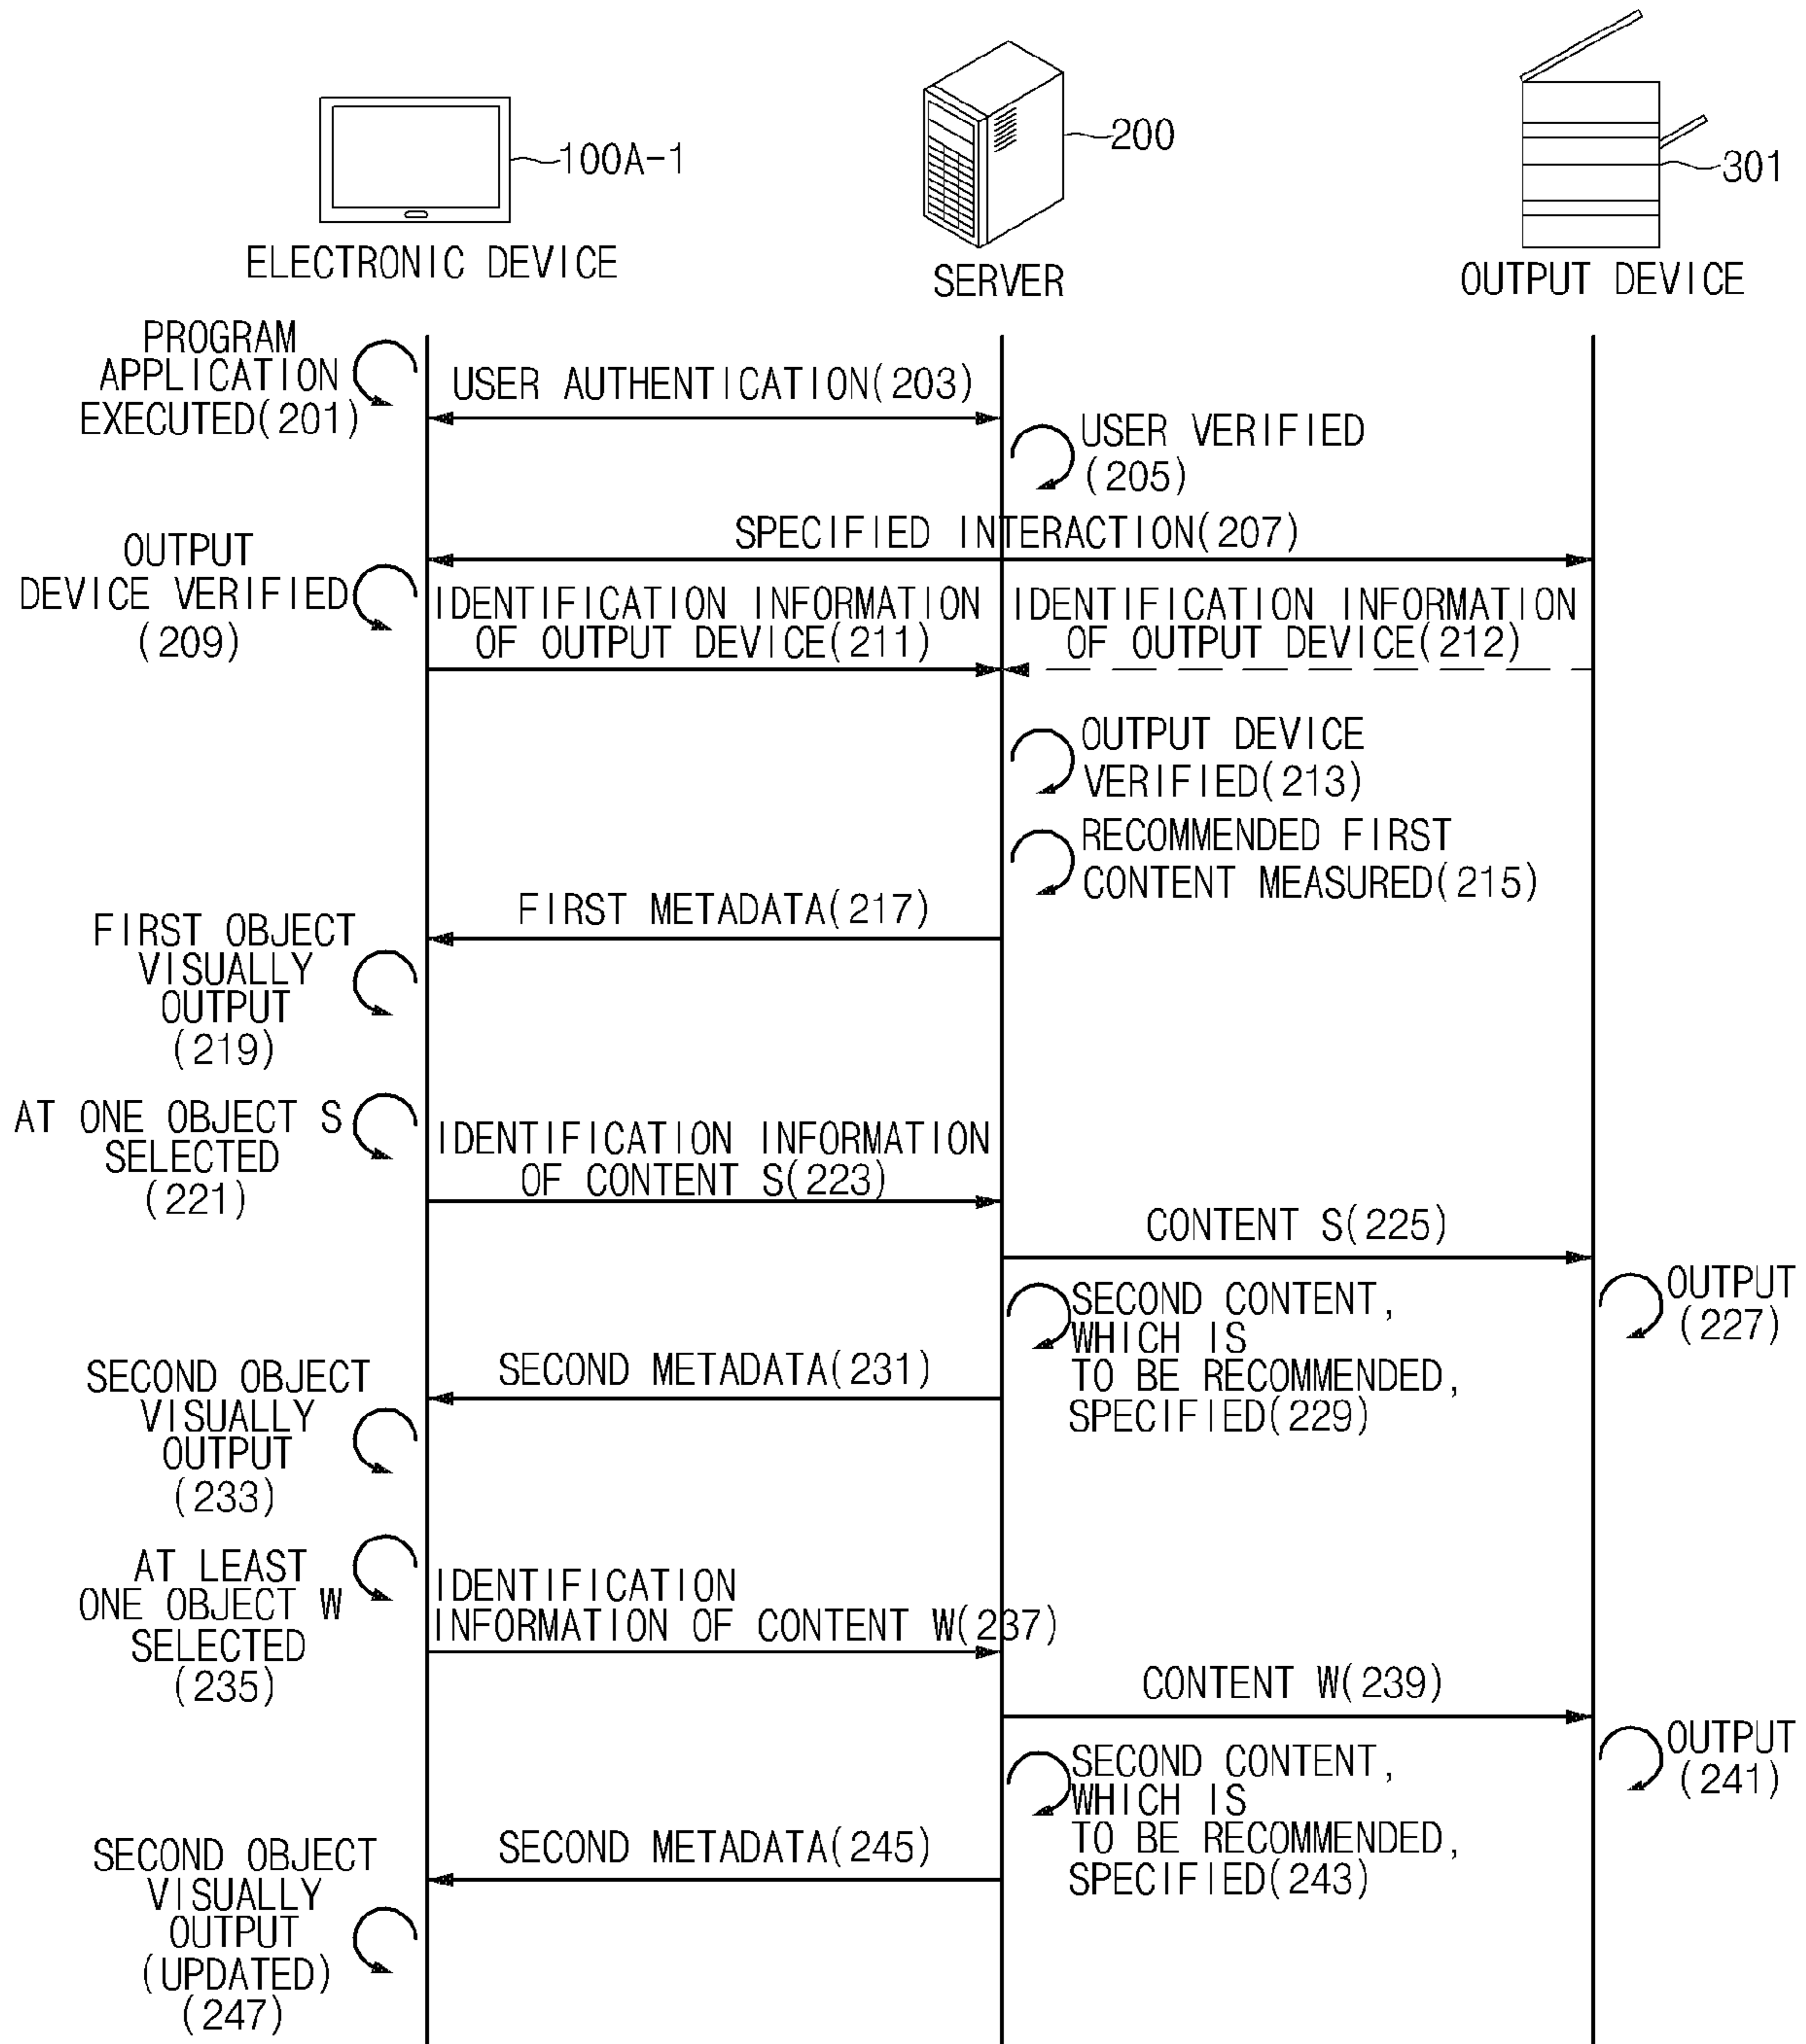 100A-1
200
301
ELECTRONIC DEVICE
SERVER
OUTPUT DEVICE
PROGRAM
APPLICATION
EXECUTED(201)
USER AUTHENTICATION(203)
USER VERIFIED
(205)
SPECIFIED INTERACTION(207)
OUTPUT
DEVICE VERIFIED
(209)
IDENTIFICATION INFORMATION
OF OUTPUT DEVICE(211)
IDENTIFICATION INFORMATION
OF OUTPUT DEVICE(212)
OUTPUT DEVICE
VERIFIED(213)
RECOMMENDED FIRST
CONTENT MEASURED(215)
FIRST METADATA(217)
FIRST OBJECT
VISUALLY
OUTPUT
(219)
AT ONE OBJECT S
SELECTED
(221)
IDENTIFICATION INFORMATION
OF CONTENT S(223)
CONTENT S(225)
OUTPUT
(227)
SECOND CONTENT,
WHICH IS
TO BE RECOMMENDED,
SPECIFIED(229)
SECOND METADATA(231)
SECOND OBJECT
VISUALLY
OUTPUT
(233)
AT LEAST
ONE OBJECT W
SELECTED
(235)
IDENTIFICATION
INFORMATION OF CONTENT W(237)
CONTENT W(239)
OUTPUT
(241)
SECOND CONTENT,
WHICH IS
TO BE RECOMMENDED,
SPECIFIED(243)
SECOND METADATA(245)
SECOND OBJECT
VISUALLY
OUTPUT
(UPDATED)
(247)